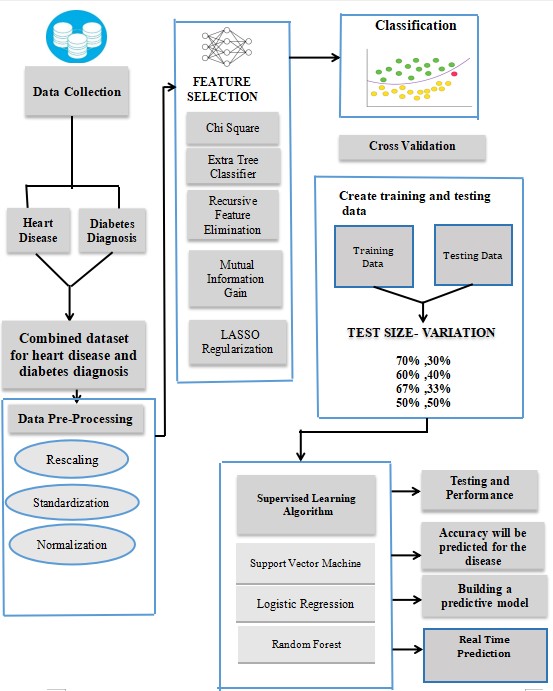 Data Collection
Heart
Disease
Diabetes
Diagnosis
Combined dataset
for heart disease and
diabetes diagnosis
Data Pre-Processing
Rescaling
Standardization
Normalization
FEATURE
SELECTION
Chi Square
Extra Tree
Classifier
Recursive
Feature
Elimination
Mutual
Information
Gain
LASSO
Regularization
Classification
Cross Validation
Create training and testing
data
Training
Data
Testing Data
TEST SIZE- VARIATION
70% ,30%
60% ,40%
67% ,33%
50% ,50%
Supervised Learning
Algorithm
Support Vector Machine
Logistic Regression
Random Forest
Testing and
Performance
Accuracy will be
predicted for the
disease
Building a
predictive model
Real Time
Prediction